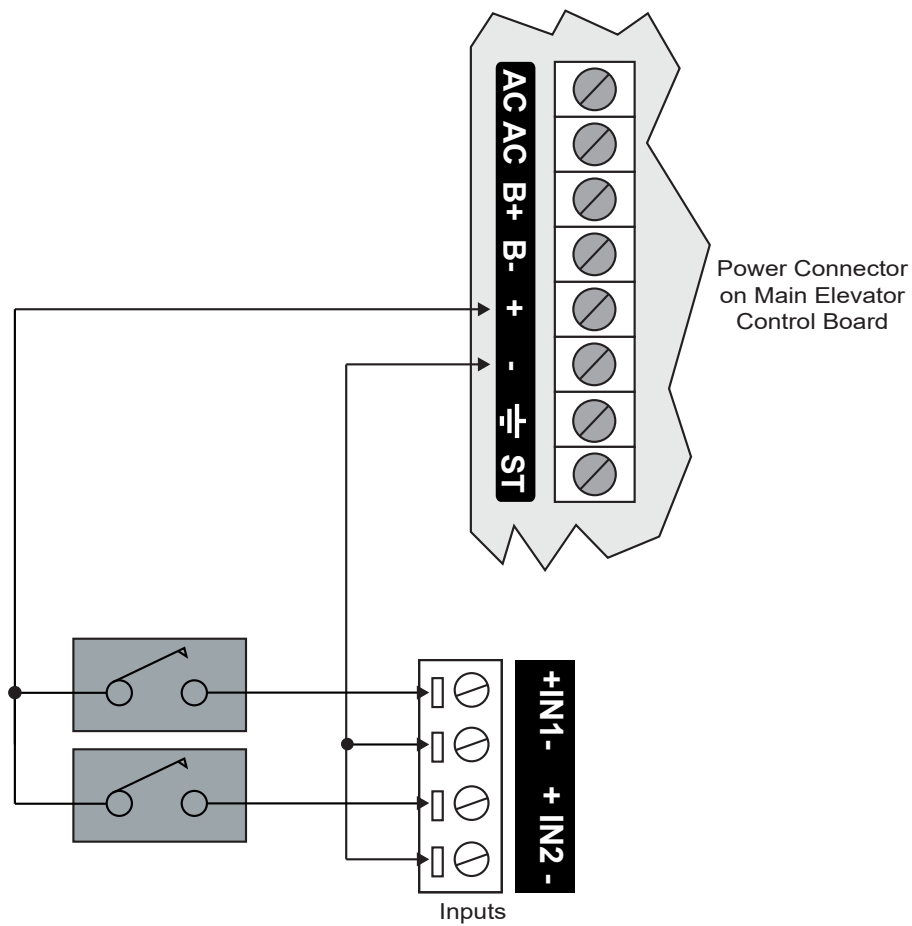 AC AC B+ B- + - ST
Power Connector
on Main Elevator
Control Board
+IN1- + IN2 -
Inputs